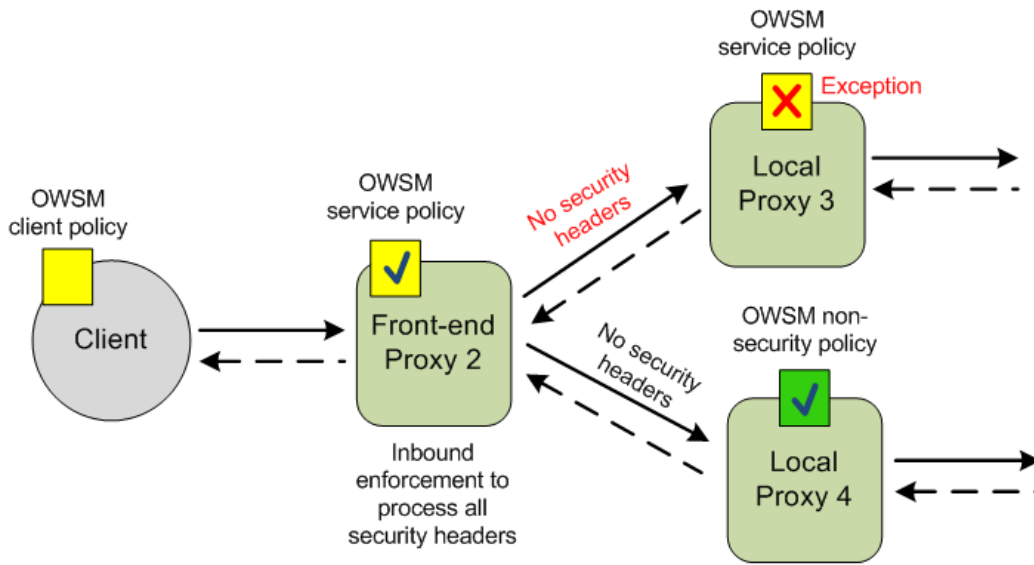 OWSM
service policy
Exception
Local
Proxy 3
OWSM
client policy
Client
OWSM
service policy
Front-end
Proxy 2
Inbound
enforcement to
process all
security headers
No security
headers
No security
headers
OWSM non-
security policy
Local
Proxy 4